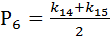 P₆ = (k₁₄+k₁₅)/2